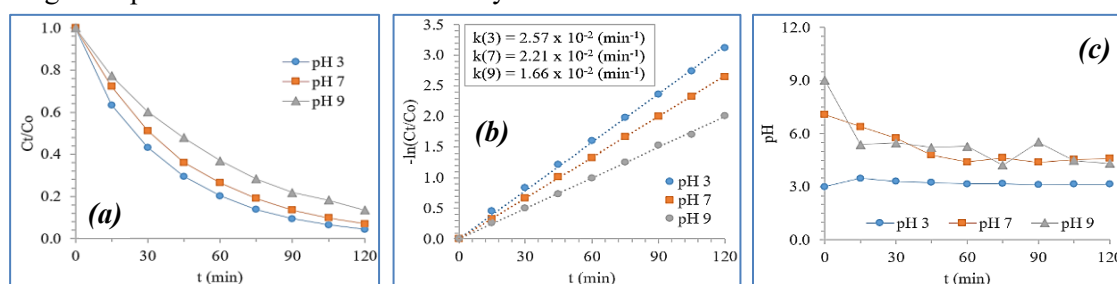 (a)
Ct/Co
1.0
0.8
0.6
0.4
0.2
0.0
0 30 60 90 120
t (min)
pH 3
pH 7
pH 9
(b)
-ln(Ct/Co)
3.5
3.0
2.5
2.0
1.5
1.0
0.5
0.0
0 30 60 90 120
t (min)
k(3) = 2.57 x 10⁻² (min⁻¹)
k(7) = 2.21 x 10⁻² (min⁻¹)
k(9) = 1.66 x 10⁻² (min⁻¹)
pH 3
pH 7
pH 9
(c)
pH
12.0
9.0
6.0
3.0
0.0
0 30 60 90 120
t (min)
pH 3 pH 7 pH 9